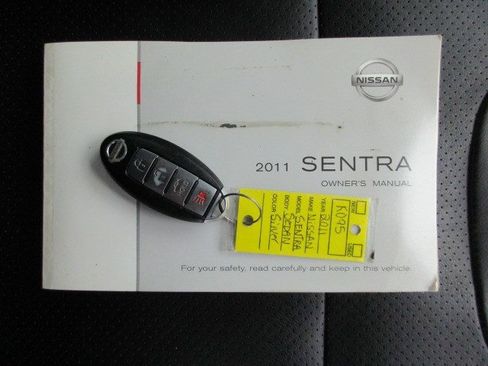 NISSAN
2011 SENTRA
OWNER'S MANUAL
R095
YEAR 2011
MAKE NISSAN
MODEL SENTRA
BODY SEDAN
COLOR SILVER
For your safety, read carefully and keep in this vehicle.